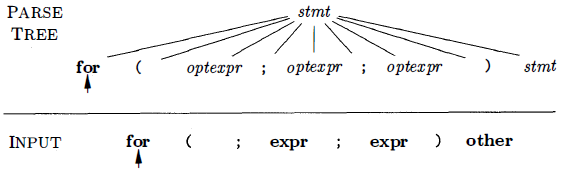 PARSE TREE
stmt
for ( optexpr ; optexpr ; optexpr ) stmt
INPUT for ( ; expr ; expr ) other